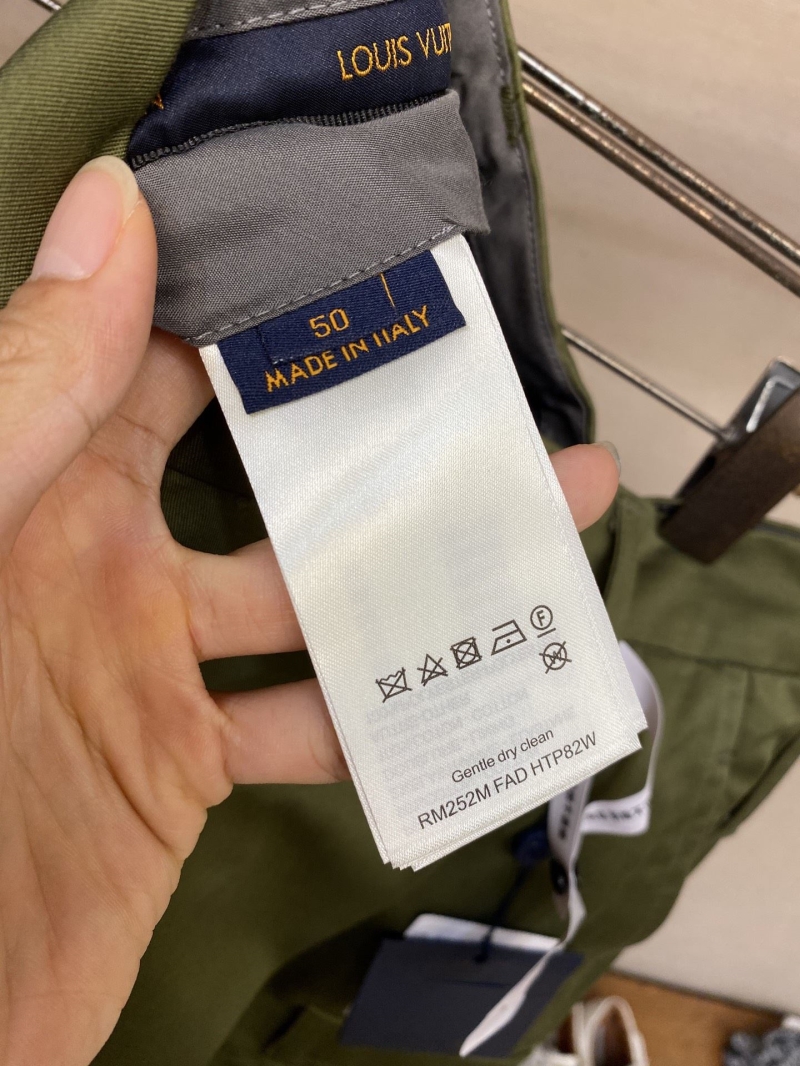 LOUIS VUIT
50
MADE IN ITALY
F
W
Gentle dry clean
RM252M FAD HTP82W